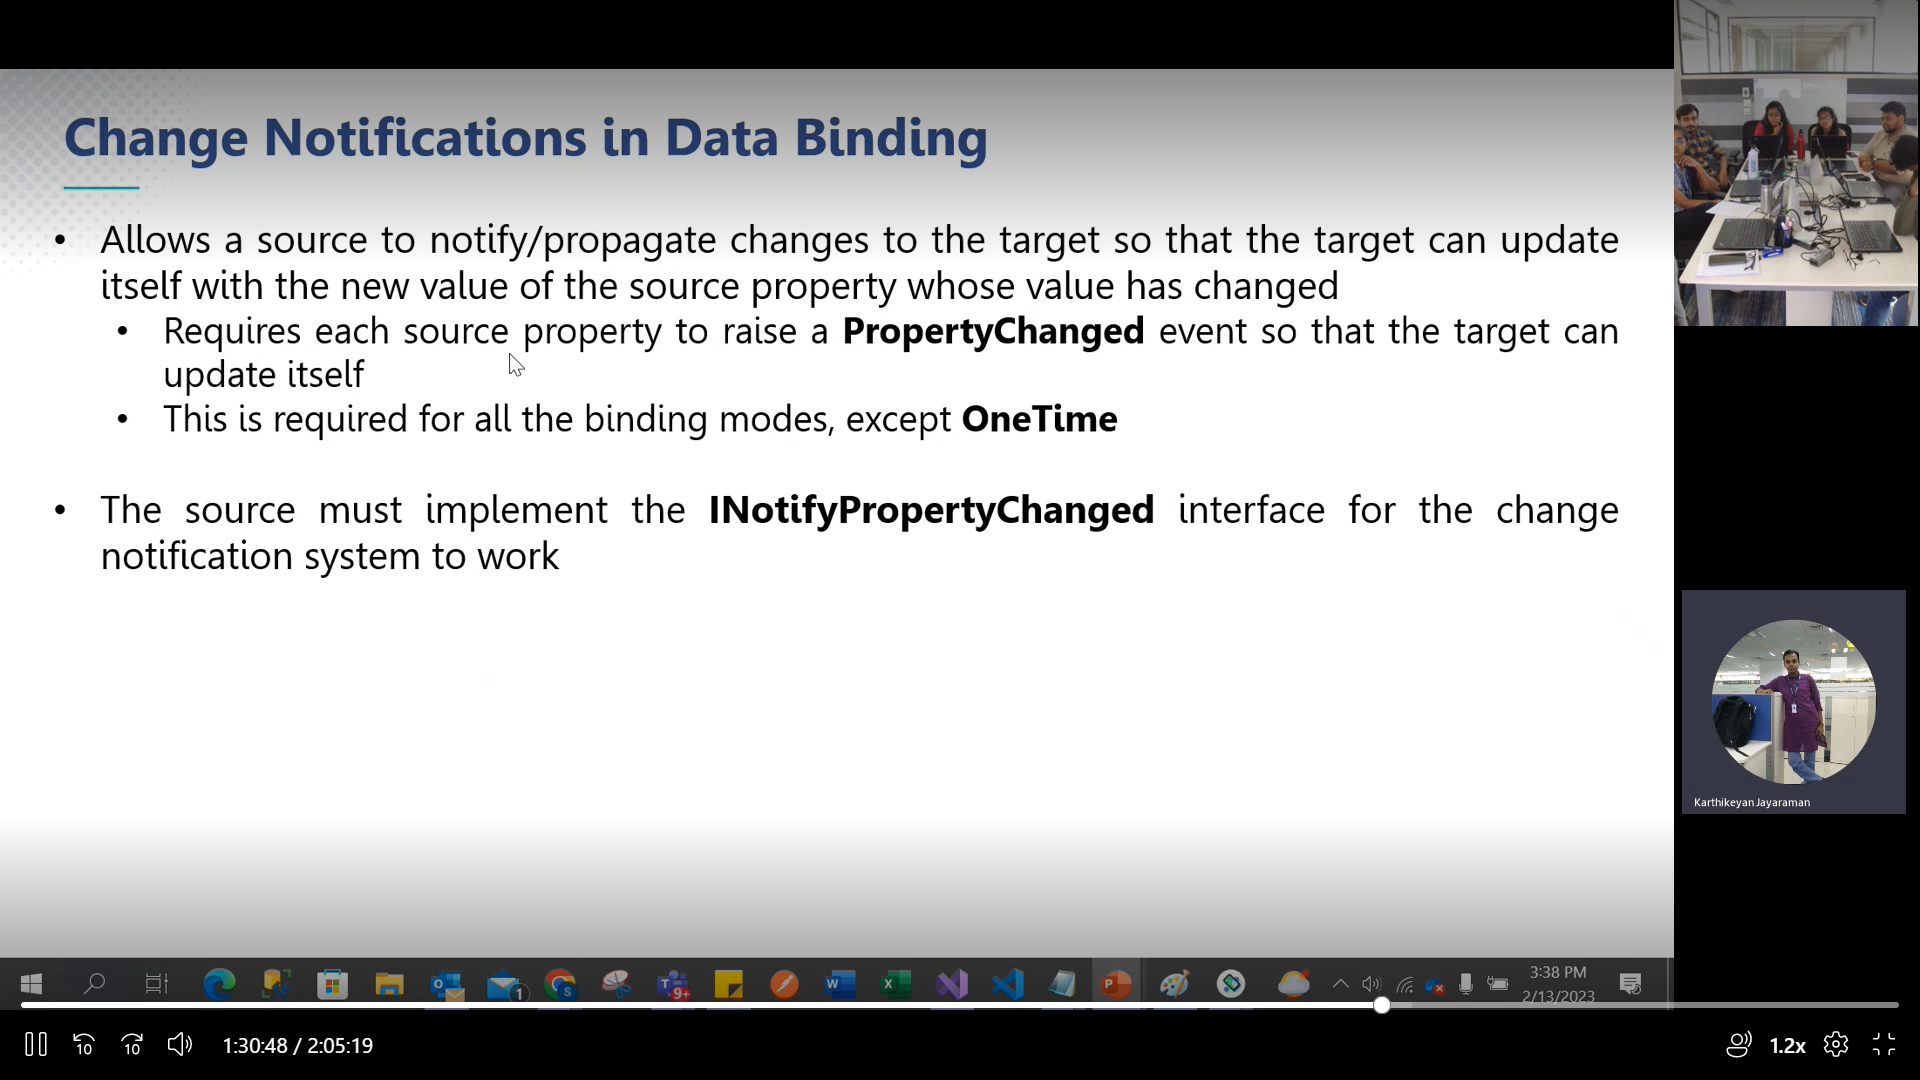 Change Notifications in Data Binding
• Allows a source to notify/propagate changes to the target so that the target can update
itself with the new value of the source property whose value has changed
• Requires each source property to raise a PropertyChanged event so that the target can
update itself
• This is required for all the binding modes, except OneTime
• The source must implement the INotifyPropertyChanged interface for the change
notification system to work
Karthikeyan Jayaraman
3:38 PM
2/13/2023
1
9+
10
10
1:30:48 / 2:05:19
1.2x